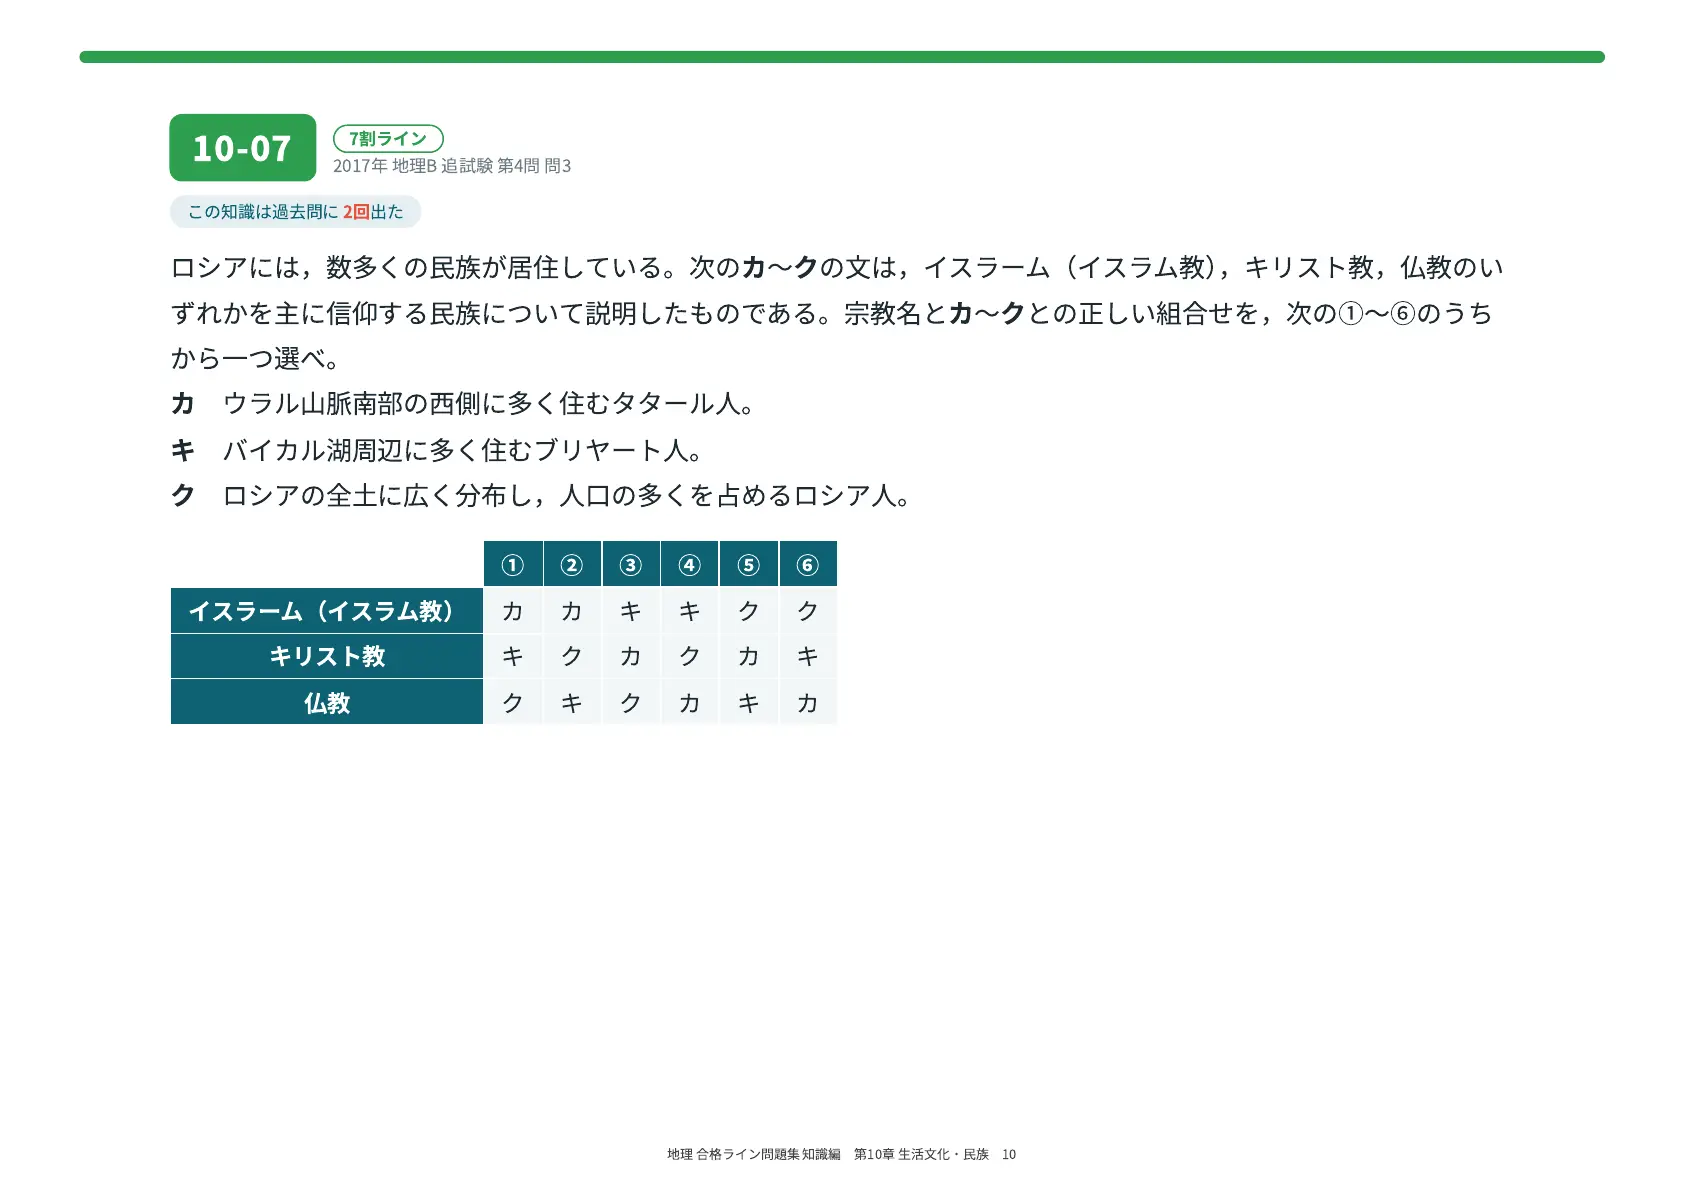 10-07
7割ライン
2017年 地理B 追試験 第4問 問3
この知識は過去問に 2回出た
ロシアには，数多くの民族が居住している。次のカ～クの文は，イスラーム（イスラム教），キリスト教，仏教のい
ずれかを主に信仰する民族について説明したものである。宗教名とカ～クとの正しい組合せを，次の①～⑥のうち
から一つ選べ。
カ　ウラル山脈南部の西側に多く住むタタール人。
キ　バイカル湖周辺に多く住むブリヤート人。
ク　ロシアの全土に広く分布し，人口の多くを占めるロシア人。
① ② ③ ④ ⑤ ⑥
イスラーム（イスラム教） カ カ キ キ ク ク
キリスト教 キ ク カ ク カ キ
仏教 ク キ ク カ キ カ
地理 合格ライン問題集 知識編　第10章 生活文化・民族　10